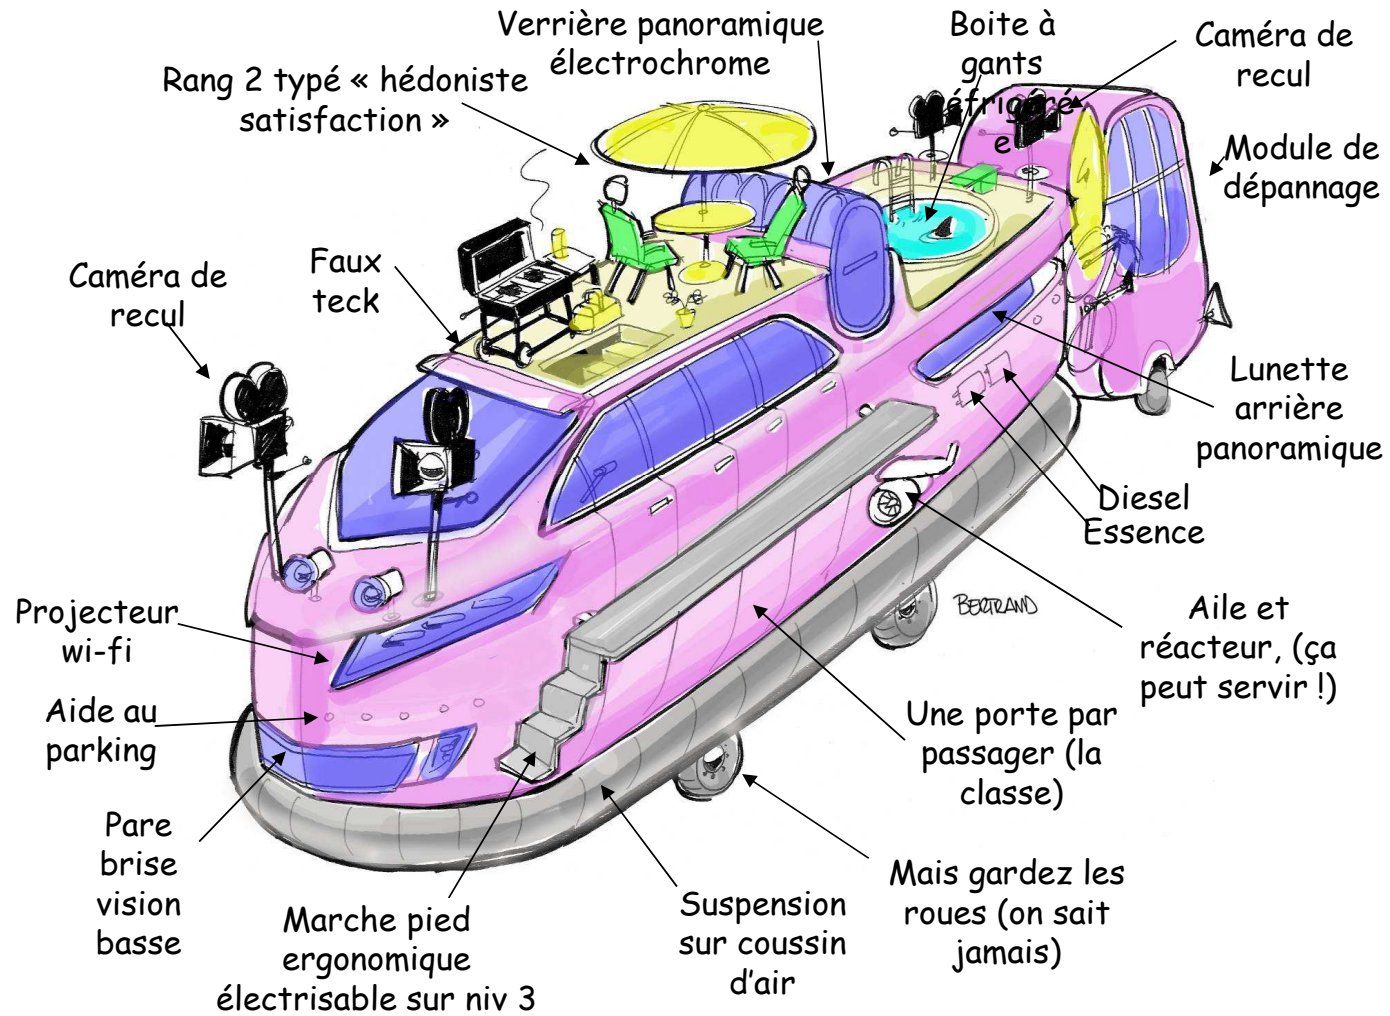 Verrière panoramique
électrochrome
Boite à
gants
réfrigéré
e
Caméra de
recul
Rang 2 typé « hédoniste
satisfaction »
Module de
dépannage
Faux
teck
Caméra de
recul
Lunette
arrière
panoramique
Diesel
Essence
BERTRAND
Projecteur
wi-fi
Aile et
réacteur, (ça
peut servir !)
Aide au
parking
Une porte par
passager (la
classe)
Pare
brise
vision
basse
Marche pied
ergonomique
électrisable sur niv 3
Suspension
sur coussin
d'air
Mais gardez les
roues (on sait
jamais)